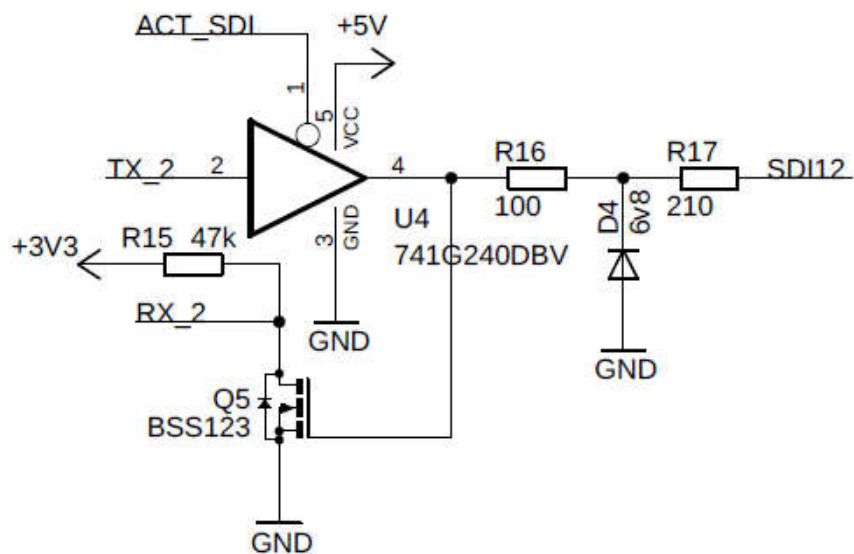 ACT_SDI
+5V
1
5
VCC
TX_2
2
4
R16
R17
SDI12
100
210
D4
6v8
U4
741G240DBV
3
GND
+3V3
R15
47k
RX_2
GND
GND
Q5
BSS123
GND